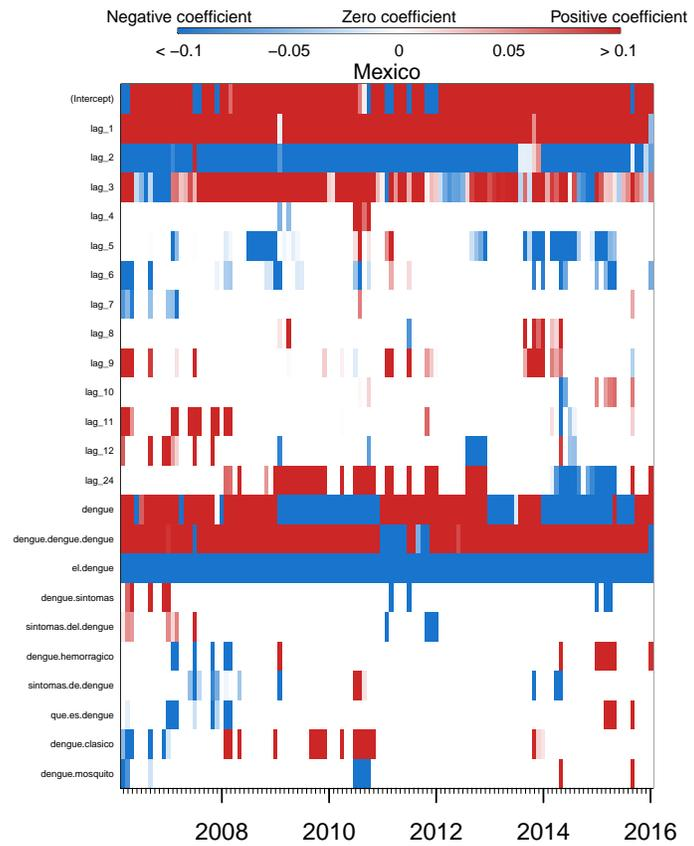 Negative coefficient Zero coefficient Positive coefficient
< −0.1 −0.05 0 0.05 > 0.1
Mexico
(Intercept)
lag_1
lag_2
lag_3
lag_4
lag_5
lag_6
lag_7
lag_8
lag_9
lag_10
lag_11
lag_12
lag_24
dengue
dengue.dengue.dengue
el.dengue
dengue.sintomas
sintomas.del.dengue
dengue.hemorragico
sintomas.de.dengue
que.es.dengue
dengue.clasico
dengue.mosquito
2008 2010 2012 2014 2016